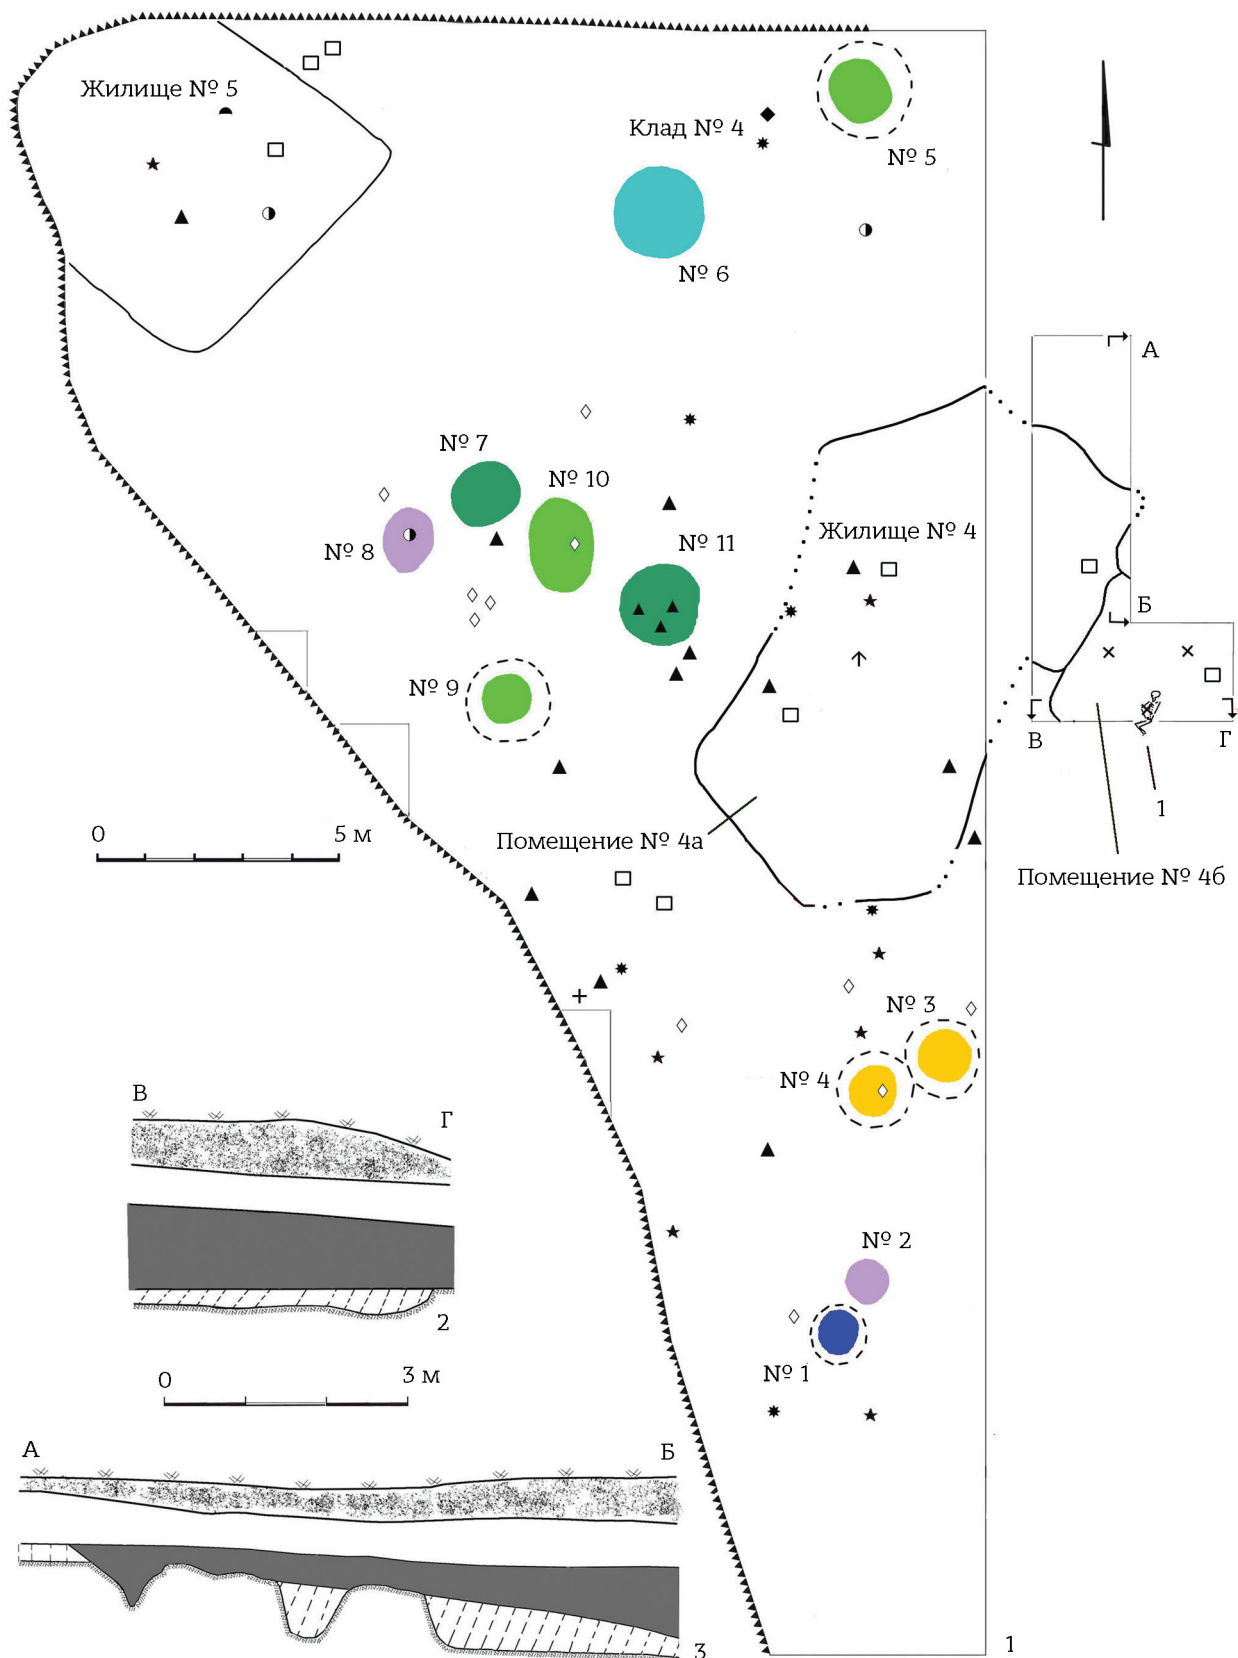 Жилище № 5
Клад № 4
№ 5
№ 6
А
№ 7
№ 10
№ 8
№ 11
Жилище № 4
Б
№ 9
В
Г
1
0
5 м
Помещение № 4а
Помещение № 4б
№ 3
№ 4
В
Г
№ 2
2
№ 1
0
3 м
А
Б
3
1